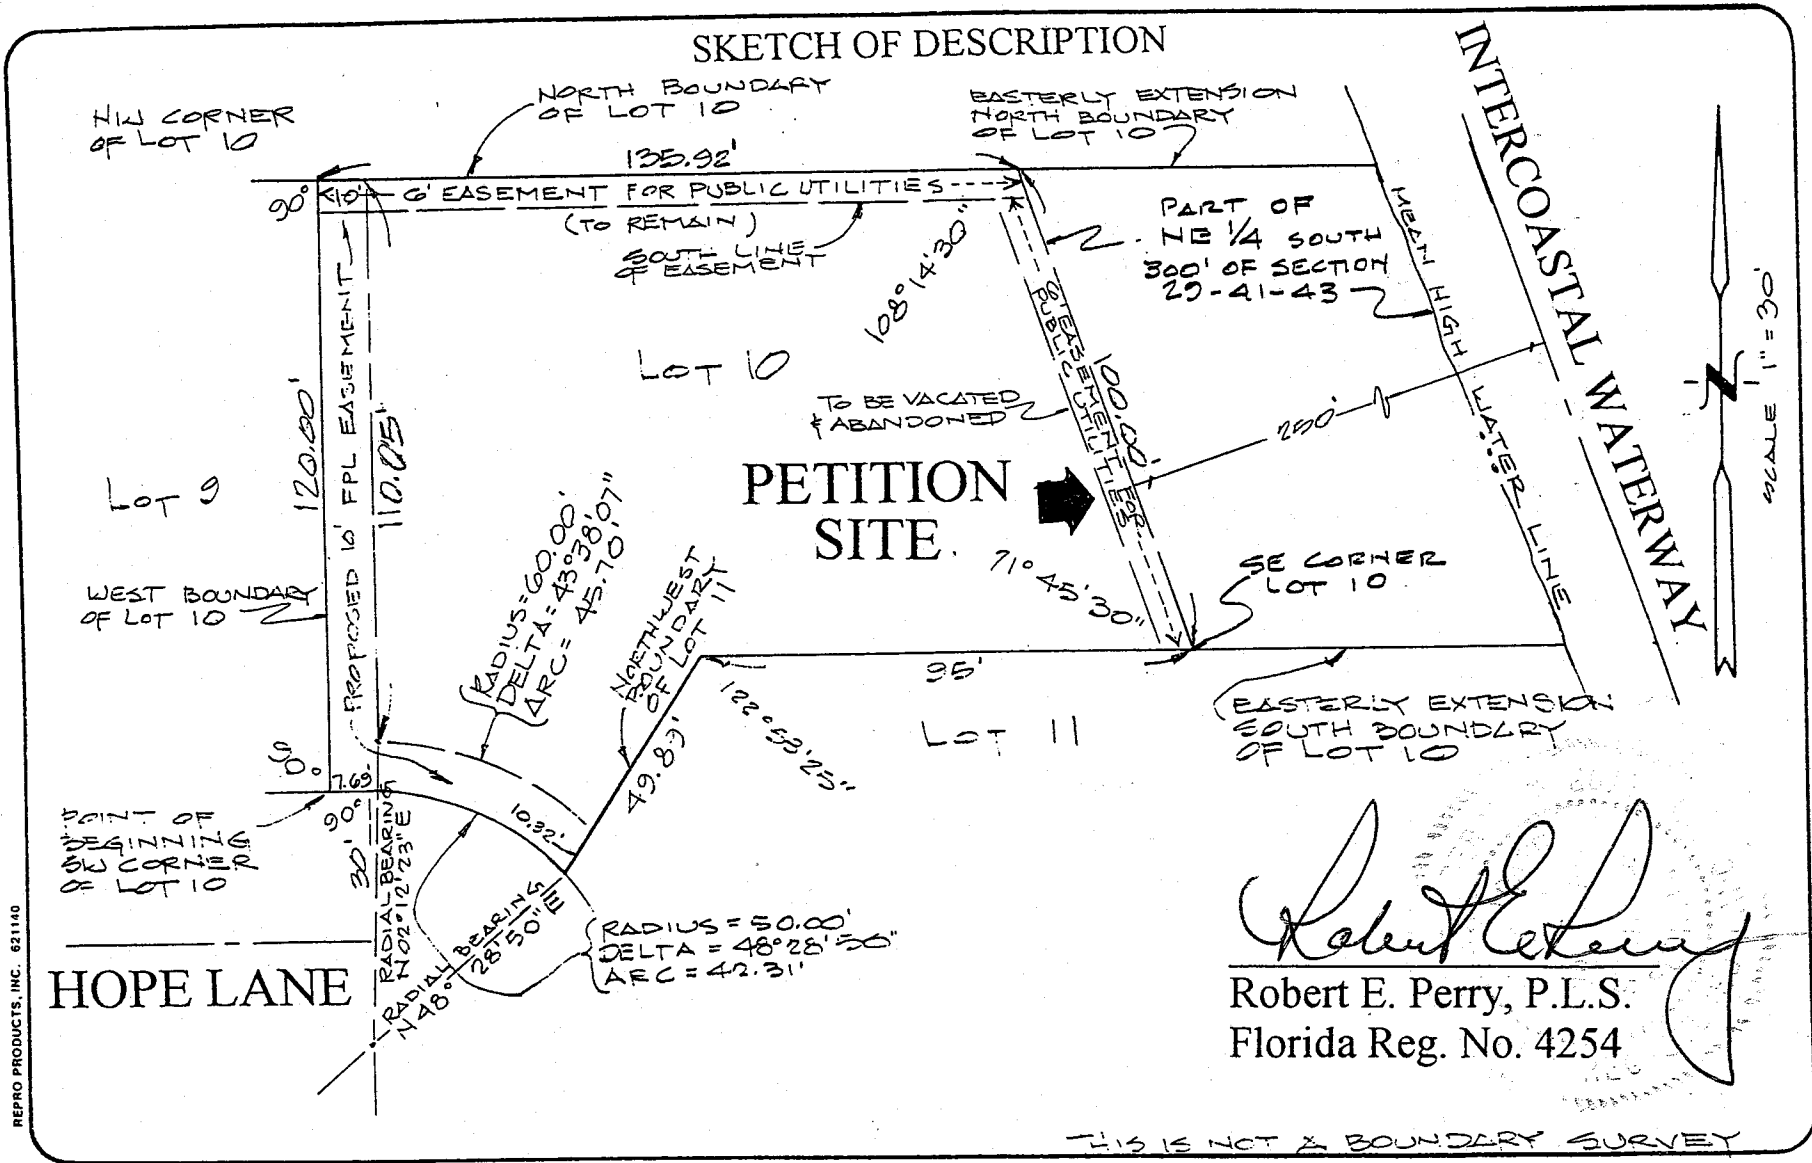 SKETCH OF DESCRIPTION
NW CORNER
OF LOT 10
NORTH BOUNDARY
OF LOT 10
EASTERLY EXTENSION
NORTH BOUNDARY
OF LOT 10
INTERCOASTAL WATERWAY
135.92'
90°
10'
6' EASEMENT FOR PUBLIC UTILITIES
(TO REMAIN)
SOUTH LINE
OF EASEMENT
108° 14' 30"
PART OF
NE 1/4 SOUTH
300' OF SECTION
29-41-43
MEAN HIGH WATER LINE
SCALE 1" = 30'
N
LOT 10
PROPOSED 10' FPL EASEMENT
120.00'
110.05'
EASEMENT FOR
PUBLIC UTILITIES
100.00'
TO BE VACATED
& ABANDONED
250'
LOT 9
PETITION
SITE
RADIUS = 60.00'
DELTA = 43°38'07"
ARC = 45.70'
NORTHWEST
BOUNDARY
OF LOT 11
71° 45' 30"
SE CORNER
LOT 10
WEST BOUNDARY
OF LOT 10
95'
122° 53' 25"
LOT 11
EASTERLY EXTENSION
SOUTH BOUNDARY
OF LOT 10
49.89'
90°
7.69'
10.32'
POINT OF
BEGINNING
SW CORNER
OF LOT 10
90°
30'
RADIAL BEARING
N02°12'23"E
RADIAL BEARING
N 48° 28' 50" E
RADIUS = 50.00'
DELTA = 48°28'50"
ARC = 42.31'
HOPE LANE
Robert E Perry
Robert E. Perry, P.L.S.
Florida Reg. No. 4254
REPRO PRODUCTS, INC. 621140
THIS IS NOT A BOUNDARY SURVEY